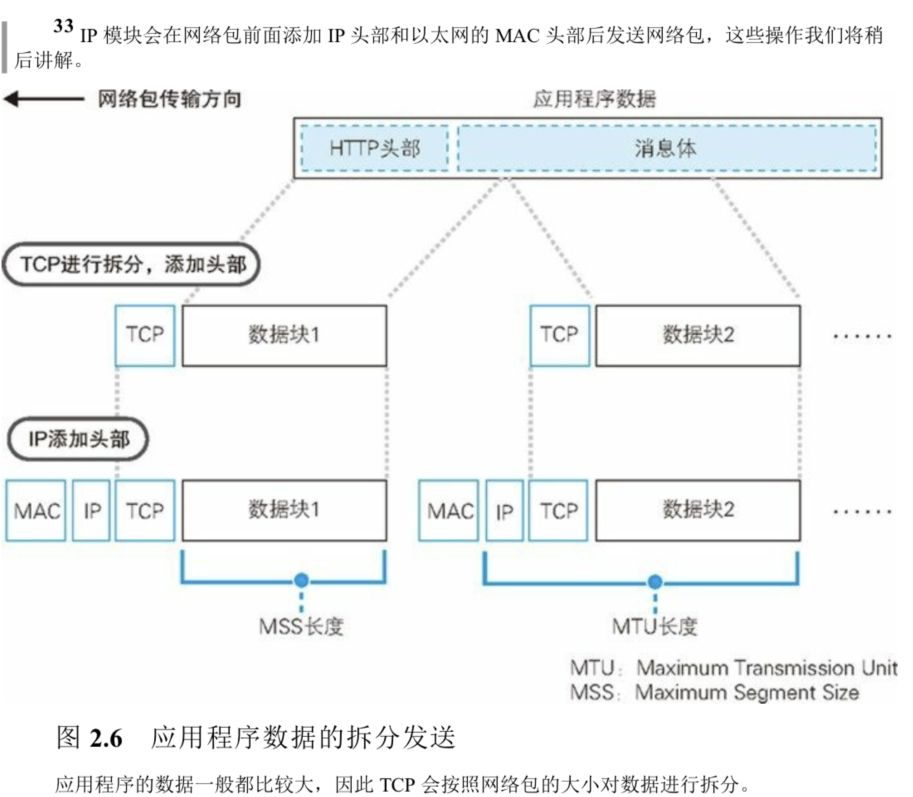 33 IP 模块会在网络包前面添加 IP 头部和以太网的 MAC 头部后发送网络包，这些操作我们将稍
后讲解。
网络包传输方向
应用程序数据
HTTP头部 消息体
TCP进行拆分，添加头部
TCP 数据块1 TCP 数据块2 ······
IP添加头部
MAC IP TCP 数据块1 MAC IP TCP 数据块2 ······
MSS长度 MTU长度
MTU：Maximum Transmission Unit
MSS：Maximum Segment Size
图 2.6 应用程序数据的拆分发送
应用程序的数据一般都比较大，因此 TCP 会按照网络包的大小对数据进行拆分。